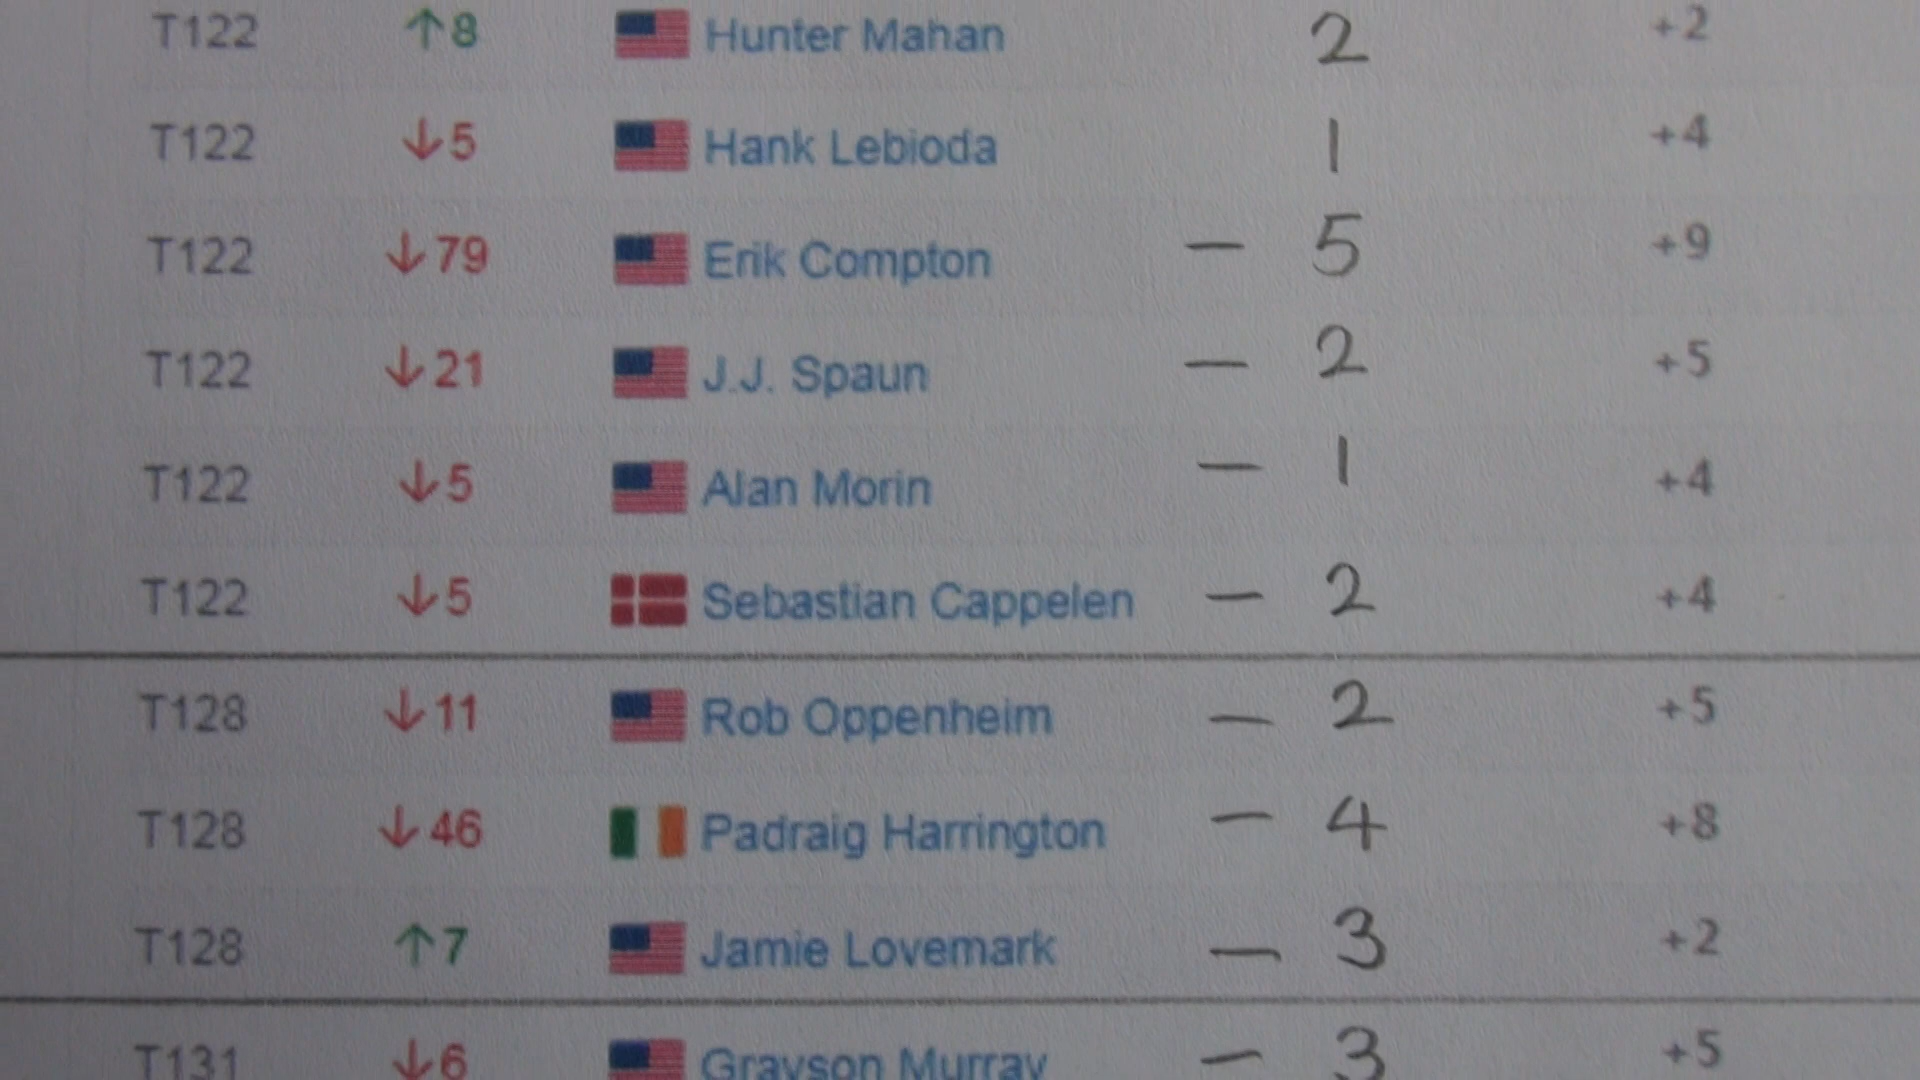 T122 ↑8 Hunter Mahan 2 +2
T122 ↓5 Hank Lebioda 1 +4
T122 ↓79 Erik Compton – 5 +9
T122 ↓21 J.J. Spaun – 2 +5
T122 ↓5 Alan Morin – 1 +4
T122 ↓5 Sebastian Cappelen – 2 +4
T128 ↓11 Rob Oppenheim – 2 +5
T128 ↓46 Padraig Harrington – 4 +8
T128 ↑7 Jamie Lovemark – 3 +2
T131 ↓6 Grayson Murray – 3 +5